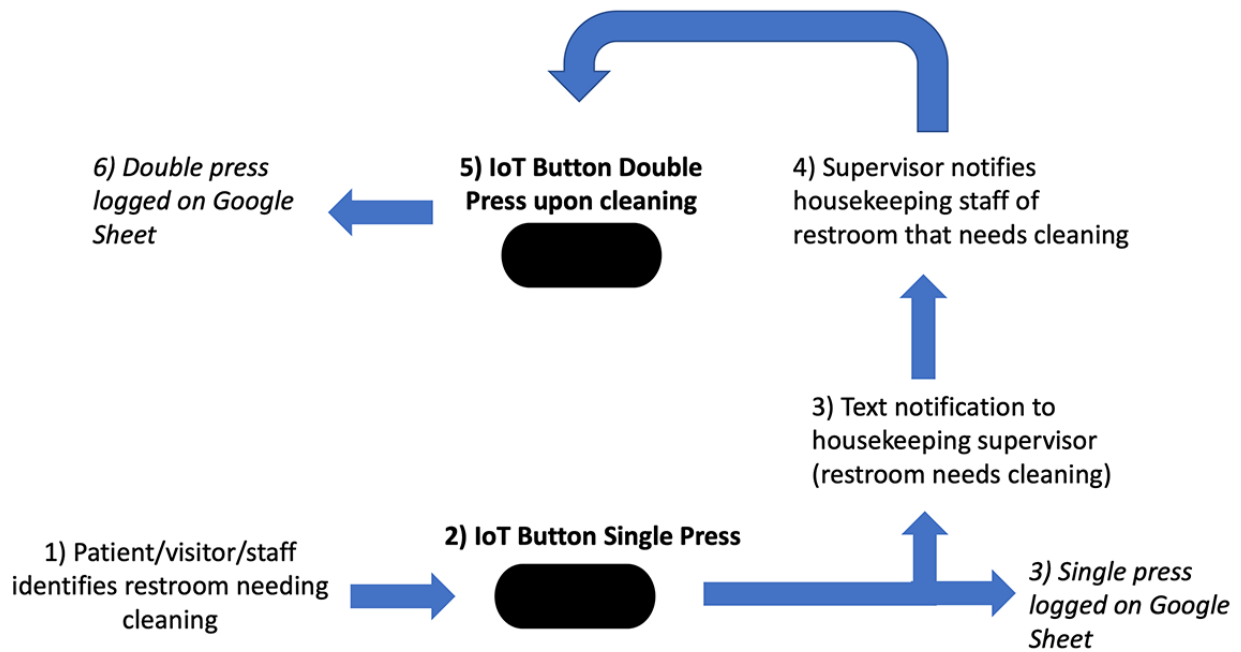 1) Patient/visitor/staff
identifies restroom needing
cleaning
2) IoT Button Single Press
3) Text notification to
housekeeping supervisor
(restroom needs cleaning)
3) Single press
logged on Google
Sheet
4) Supervisor notifies
housekeeping staff of
restroom that needs cleaning
5) IoT Button Double
Press upon cleaning
6) Double press
logged on Google
Sheet